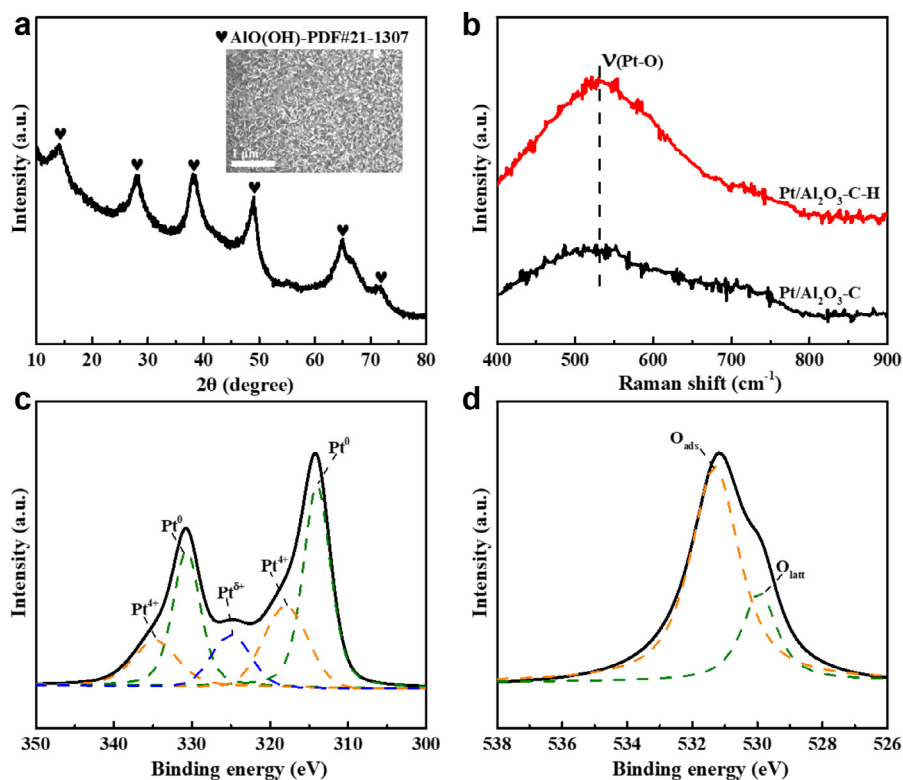 a
♥ AlO(OH)-PDF#21-1307
1 μm
Intensity (a.u.)
10 20 30 40 50 60 70 80
2θ (degree)
b
ν(Pt-O)
Pt/Al₂O₃-C-H
Pt/Al₂O₃-C
Intensity (a.u.)
400 500 600 700 800 900
Raman shift (cm⁻¹)
c
Pt⁰
Pt⁰
Pt⁴⁺
Pt^δ+
Pt⁴⁺
Intensity (a.u.)
350 340 330 320 310 300
Binding energy (eV)
d
O_ads
O_latt
Intensity (a.u.)
538 536 534 532 530 528 526
Binding energy (eV)